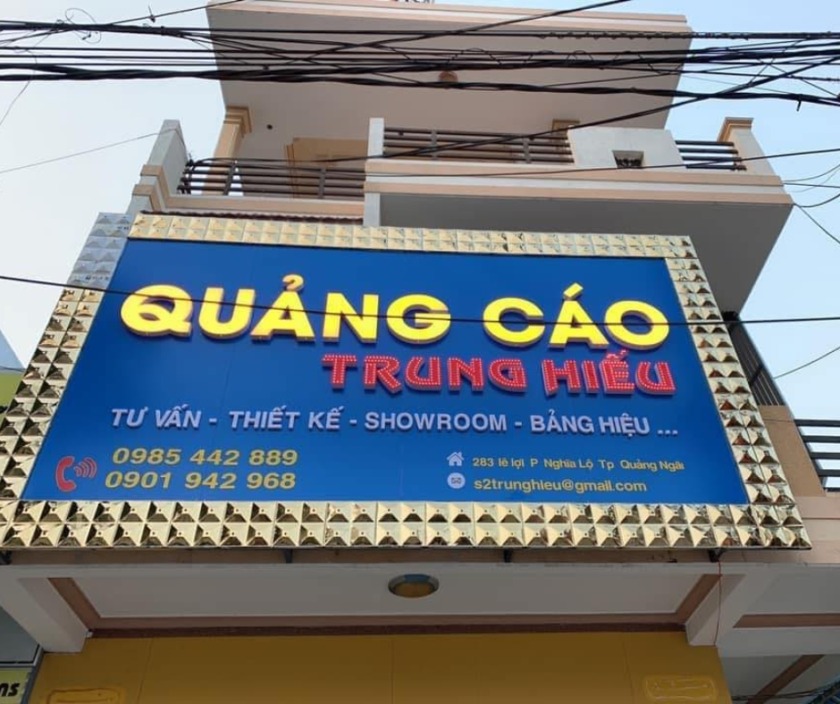 QUẢNG CÁO
TRUNG HIẾU
TƯ VẤN - THIẾT KẾ - SHOWROOM - BẢNG HIỆU ...
0985 442 889
0901 942 968
283 lê lợi P Nghĩa Lộ Tp Quảng Ngãi
s2trunghieu@gmail.com